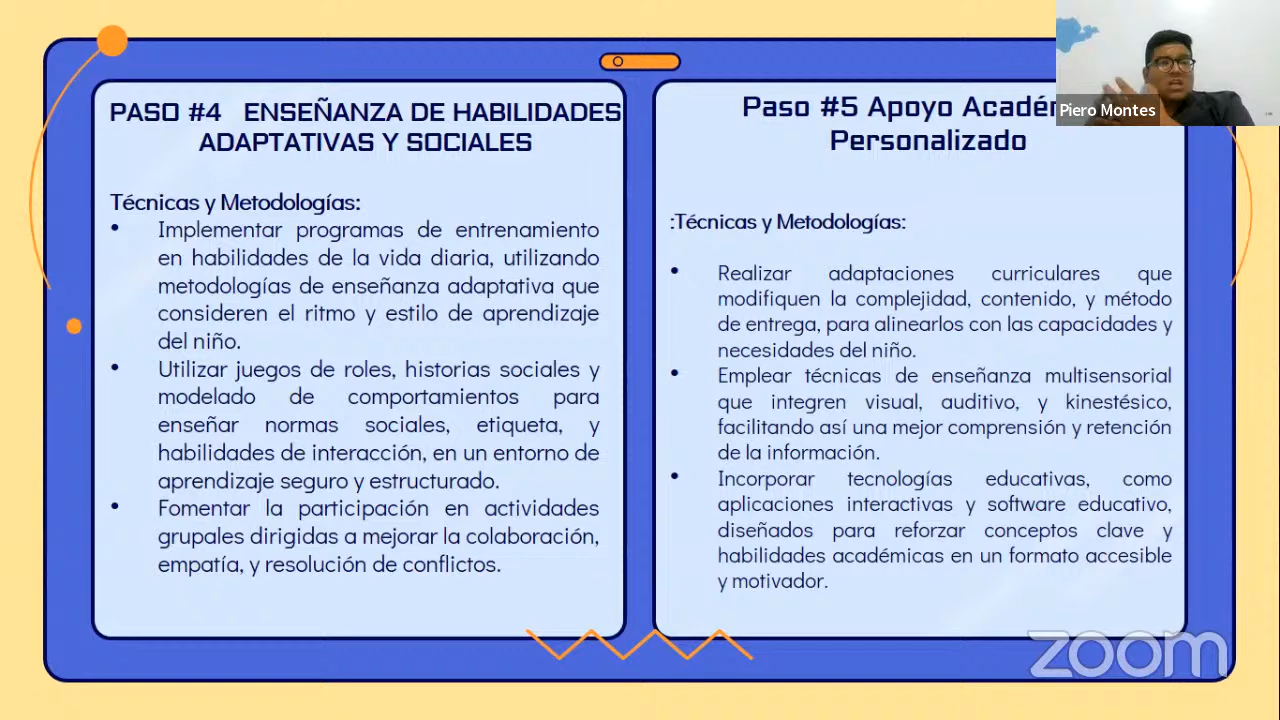 PASO #4 ENSEÑANZA DE HABILIDADES
ADAPTATIVAS Y SOCIALES
Técnicas y Metodologías:
• Implementar programas de entrenamiento
en habilidades de la vida diaria, utilizando
metodologías de enseñanza adaptativa que
consideren el ritmo y estilo de aprendizaje
del niño.
• Utilizar juegos de roles, historias sociales y
modelado de comportamientos para
enseñar normas sociales, etiqueta, y
habilidades de interacción, en un entorno de
aprendizaje seguro y estructurado.
• Fomentar la participación en actividades
grupales dirigidas a mejorar la colaboración,
empatía, y resolución de conflictos.
Paso #5 Apoyo Acadé
Personalizado
:Técnicas y Metodologías:
• Realizar adaptaciones curriculares que
modifiquen la complejidad, contenido, y método
de entrega, para alinearlos con las capacidades y
necesidades del niño.
• Emplear técnicas de enseñanza multisensorial
que integren visual, auditivo, y kinestésico,
facilitando así una mejor comprensión y retención
de la información.
• Incorporar tecnologías educativas, como
aplicaciones interactivas y software educativo,
diseñados para reforzar conceptos clave y
habilidades académicas en un formato accesible
y motivador.
Piero Montes
zoom